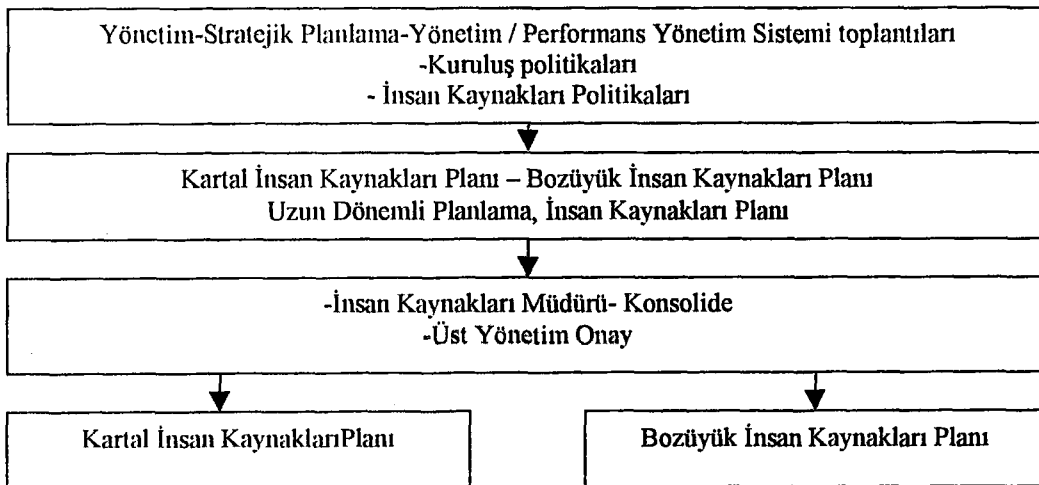 Yönetim-Stratejik Planlama-Yönetim / Performans Yönetim Sistemi toplantıları
-Kuruluş politikaları
- İnsan Kaynakları Politikaları
Kartal İnsan Kaynakları Planı – Bozüyük İnsan Kaynakları Planı
Uzun Dönemli Planlama, İnsan Kaynakları Planı
-İnsan Kaynakları Müdürü- Konsolide
-Üst Yönetim Onay
Kartal İnsan KaynaklarıPlanı
Bozüyük İnsan Kaynakları Planı